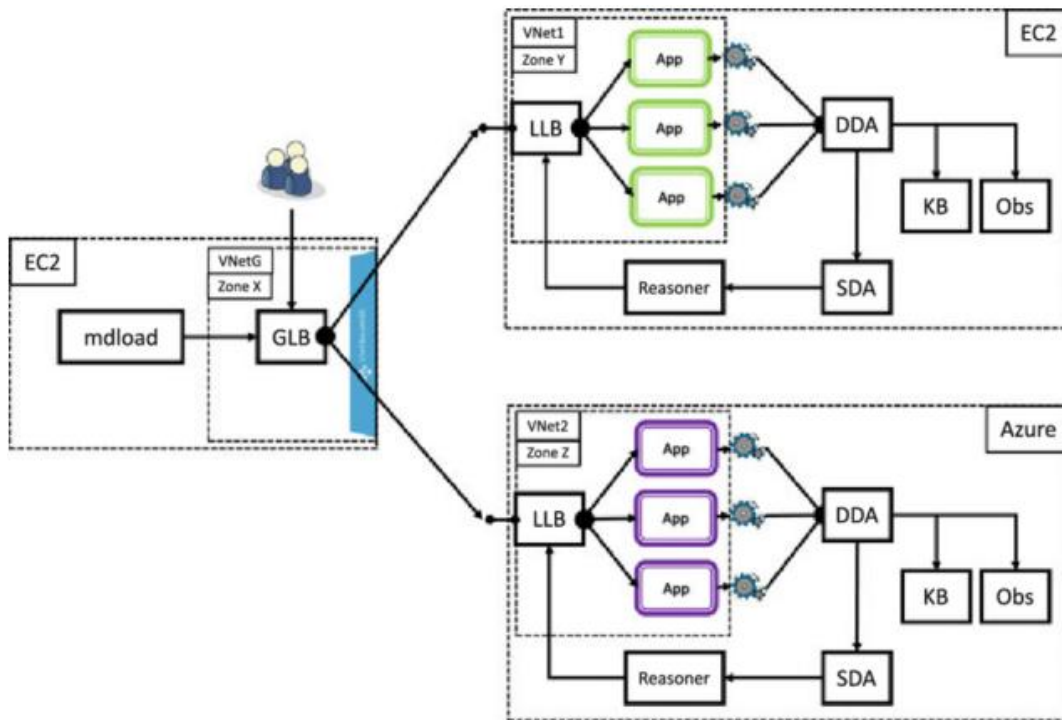 EC2
VNetG
Zone X
mdload
GLB
VNet1
Zone Y
EC2
LLB
App
App
App
DDA
KB
Obs
Reasoner
SDA
VNet2
Zone Z
Azure
LLB
App
App
App
DDA
KB
Obs
Reasoner
SDA